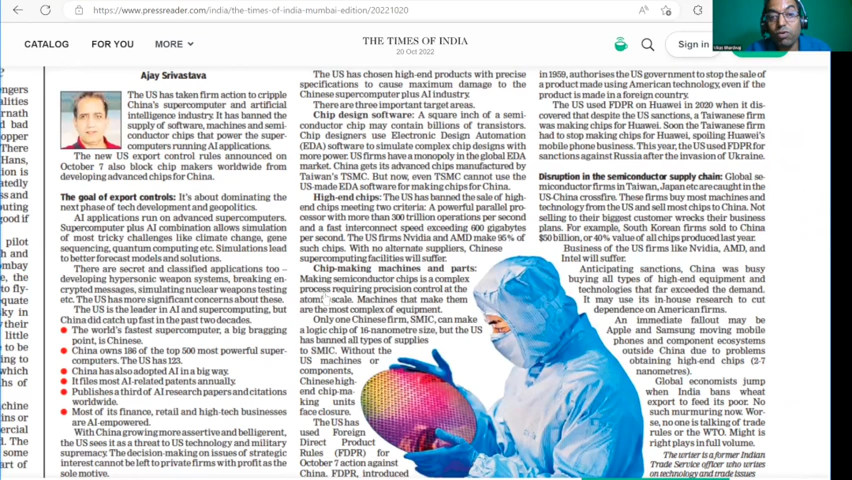 https://www.pressreader.com/india/the-times-of-india-mumbai-edition/20221020
CATALOG
FOR YOU
MORE
THE TIMES OF INDIA
20 Oct 2022
Sign in
Vikas Bhardwaj
Ajay Srivastava
The US has taken firm action to cripple
China's supercomputer and artificial
intelligence industry. It has banned the
supply of software, machines and semi-
conductor chips that power the super-
computers running AI applications.
The new US export control rules announced on
October 7 also block chip makers worldwide from
developing advanced chips for China.
The goal of export controls: It's about dominating the
next phase of tech development and geopolitics.
AI applications run on advanced supercomputers.
Supercomputer plus AI combination allows simulation
of most tricky challenges like climate change, gene
sequencing, quantum computing etc. Simulations lead
to better forecast models and solutions.
There are secret and classified applications too –
developing hypersonic weapon systems, breaking en-
crypted messages, simulating nuclear weapons testing
etc. The US has more significant concerns about these.
The US is the leader in AI and supercomputing, but
China did catch up fast in the past two decades.
The world's fastest supercomputer, a big bragging
point, is Chinese.
China owns 186 of the top 500 most powerful super-
computers. The US has 123.
China has also adopted AI in a big way.
It files most AI-related patents annually.
Publishes a third of AI research papers and citations
worldwide.
Most of its finance, retail and high-tech businesses
are AI-empowered.
With China growing more assertive and belligerent,
the US sees it as a threat to US technology and military
supremacy. The decision-making on issues of strategic
interest cannot be left to private firms with profit as the
sole motive.
The US has chosen high-end products with precise
specifications to cause maximum damage to the
Chinese supercomputer plus AI industry.
There are three important target areas.
Chip design software: A square inch of a semi-
conductor chip may contain billions of transistors.
Chip designers use Electronic Design Automation
(EDA) software to simulate complex chip designs with
more power. US firms have a monopoly in the global EDA
market. China gets its advanced chips manufactured by
Taiwan's TSMC. But now, even TSMC cannot use the
US-made EDA software for making chips for China.
High-end chips: The US has banned the sale of high-
end chips meeting two criteria: A powerful parallel pro-
cessor with more than 300 trillion operations per second
and a fast interconnect speed exceeding 600 gigabytes
per second. The US firms Nvidia and AMD make 95% of
such chips. With no alternate suppliers, Chinese
supercomputing facilities will suffer.
Chip-making machines and parts:
Making semiconductor chips is a complex
process requiring precision control at the
atomic scale. Machines that make them
are the most complex of equipment.
Only one Chinese firm, SMIC, can make
a logic chip of 16-nanometre size, but the US
has banned all types of supplies
to SMIC. Without the
US machines or
components,
Chinese high-
end chip-ma-
king units
face closure.
The US has
used Foreign
Direct Product
Rules (FDPR) for
October 7 action against
China. FDPR, introduced
in 1959, authorises the US government to stop the sale of
a product made using American technology, even if the
product is made in a foreign country.
The US used FDPR on Huawei in 2020 when it dis-
covered that despite the US sanctions, a Taiwanese firm
was making chips for Huawei. Soon the Taiwanese firm
had to stop making chips for Huawei, spoiling Huawei's
mobile phone business. This year, the US used FDPR for
sanctions against Russia after the invasion of Ukraine.
Disruption in the semiconductor supply chain: Global se-
miconductor firms in Taiwan, Japan etc are caught in the
US-China crossfire. These firms buy most machines and
technology from the US and sell most chips to China. Not
selling to their biggest customer wrecks their business
plans. For example, South Korean firms sold to China
$50 billion, or 40% value of all chips produced last year.
Business of the US firms like Nvidia, AMD, and
Intel will suffer.
Anticipating sanctions, China was busy
buying all types of high-end equipment and
technologies that far exceeded the demand.
It may use its in-house research to cut
dependence on American firms.
An immediate fallout may be
Apple and Samsung moving mobile
phones and component ecosystems
outside China due to problems
obtaining high-end chips (2-7
nanometres).
Global economists jump
when India bans wheat
export to feed its poor. No
such murmuring now. Wor-
se, no one is talking of trade
rules or the WTO. Might is
right plays in full volume.
The writer is a former Indian
Trade Service officer who writes
on technology and trade issues